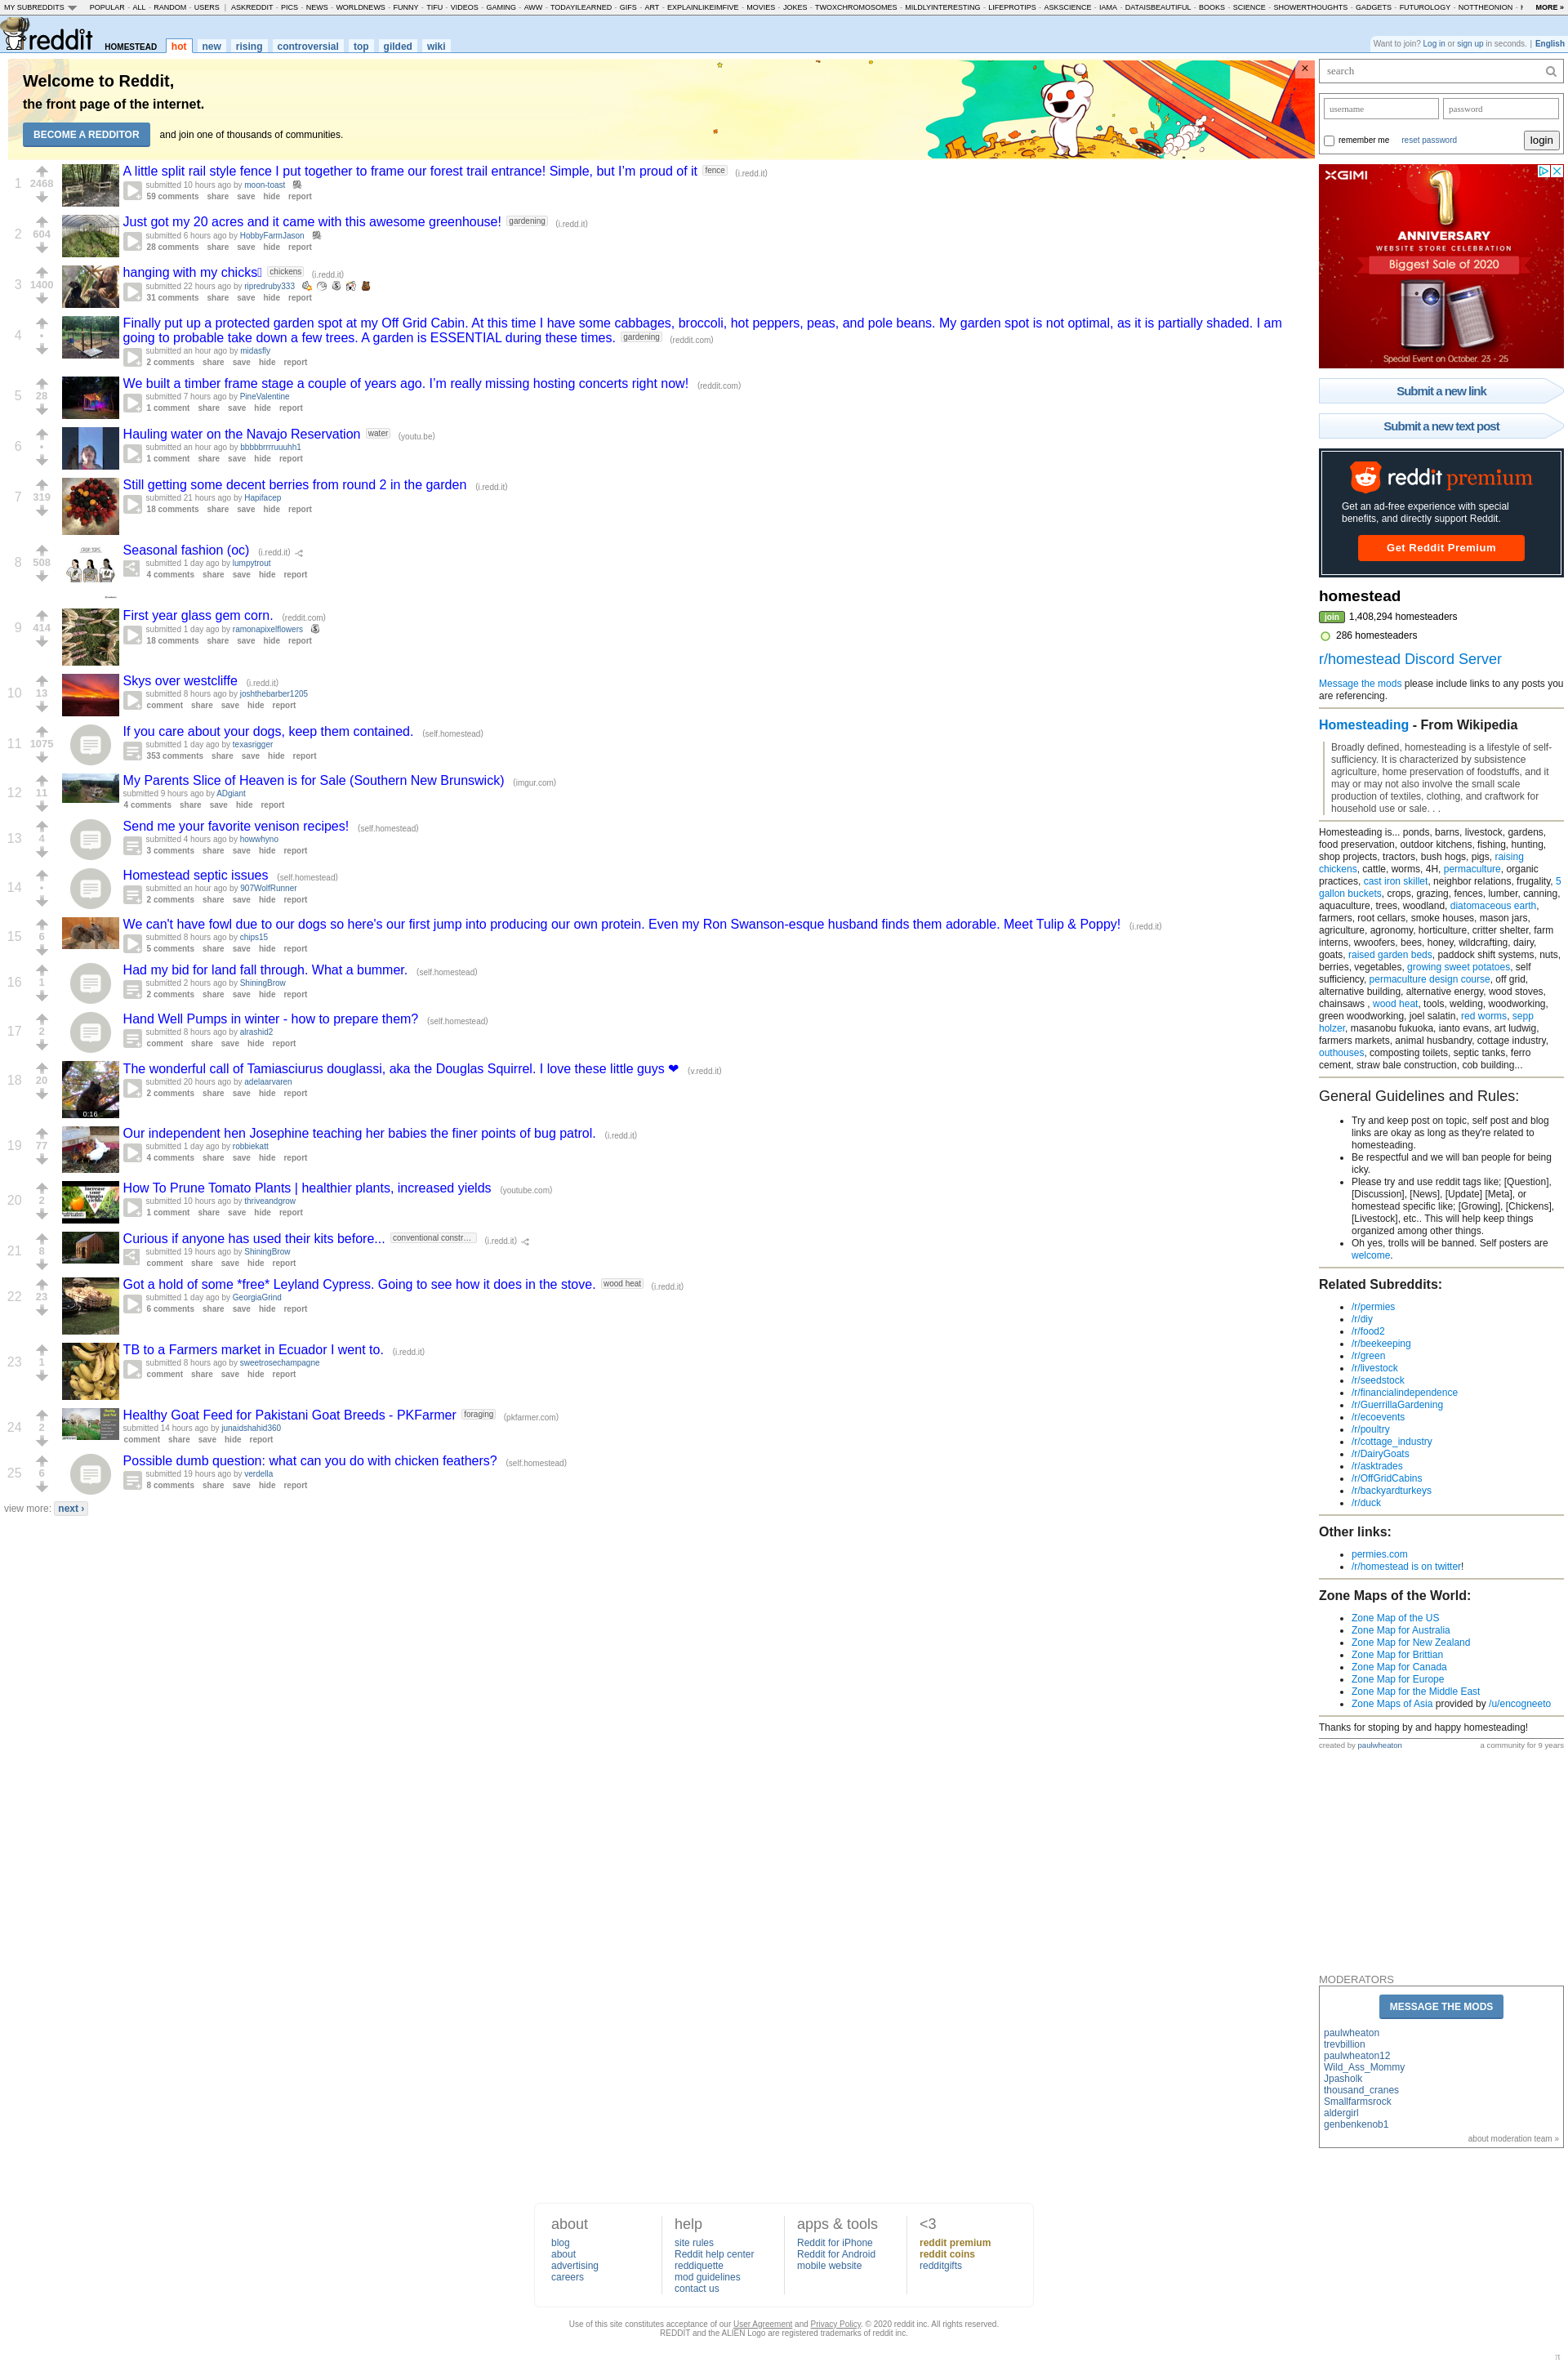 MY SUBREDDITS POPULAR - ALL - RANDOM - USERS | ASKREDDIT - PICS - NEWS - WORLDNEWS - FUNNY - TIFU - VIDEOS - GAMING - AWW - TODAYILEARNED - GIFS - ART - EXPLAINLIKEIMFIVE - MOVIES - JOKES - TWOXCHROMOSOMES - MILDLYINTERESTING - LIFEPROTIPS - ASKSCIENCE - IAMA - DATAISBEAUTIFUL - BOOKS - SCIENCE - SHOWERTHOUGHTS - GADGETS - FUTUROLOGY - NOTTHEONION - MORE »
reddit HOMESTEAD hot new rising controversial top gilded wiki
Want to join? Log in or sign up in seconds. | English
Welcome to Reddit,
the front page of the internet.
BECOME A REDDITOR and join one of thousands of communities.
×
1 2468 A little split rail style fence I put together to frame our forest trail entrance! Simple, but I’m proud of it fence (i.redd.it)
submitted 10 hours ago by moon-toast
59 comments share save hide report
2 604 Just got my 20 acres and it came with this awesome greenhouse! gardening (i.redd.it)
submitted 6 hours ago by HobbyFarmJason
28 comments share save hide report
3 1400 hanging with my chicks chickens (i.redd.it)
submitted 22 hours ago by ripredruby333
31 comments share save hide report
4 • Finally put up a protected garden spot at my Off Grid Cabin. At this time I have some cabbages, broccoli, hot peppers, peas, and pole beans. My garden spot is not optimal, as it is partially shaded. I am
going to probable take down a few trees. A garden is ESSENTIAL during these times. gardening (reddit.com)
submitted an hour ago by midasfly
2 comments share save hide report
5 28 We built a timber frame stage a couple of years ago. I’m really missing hosting concerts right now! (reddit.com)
submitted 7 hours ago by PineValentine
1 comment share save hide report
6 • Hauling water on the Navajo Reservation water (youtu.be)
submitted an hour ago by bbbbbrrrruuuhh1
1 comment share save hide report
7 319 Still getting some decent berries from round 2 in the garden (i.redd.it)
submitted 21 hours ago by Hapifacep
18 comments share save hide report
8 508 Seasonal fashion (oc) (i.redd.it)
submitted 1 day ago by lumpytrout
4 comments share save hide report
9 414 First year glass gem corn. (reddit.com)
submitted 1 day ago by ramonapixelflowers
18 comments share save hide report
10 13 Skys over westcliffe (i.redd.it)
submitted 8 hours ago by joshthebarber1205
comment share save hide report
11 1075 If you care about your dogs, keep them contained. (self.homestead)
submitted 1 day ago by texasrigger
353 comments share save hide report
12 11 My Parents Slice of Heaven is for Sale (Southern New Brunswick) (imgur.com)
submitted 9 hours ago by ADgiant
4 comments share save hide report
13 4 Send me your favorite venison recipes! (self.homestead)
submitted 4 hours ago by howwhyno
3 comments share save hide report
14 • Homestead septic issues (self.homestead)
submitted an hour ago by 907WolfRunner
2 comments share save hide report
15 6 We can't have fowl due to our dogs so here's our first jump into producing our own protein. Even my Ron Swanson-esque husband finds them adorable. Meet Tulip & Poppy! (i.redd.it)
submitted 8 hours ago by chips15
5 comments share save hide report
16 1 Had my bid for land fall through. What a bummer. (self.homestead)
submitted 2 hours ago by ShiningBrow
2 comments share save hide report
17 2 Hand Well Pumps in winter - how to prepare them? (self.homestead)
submitted 8 hours ago by alrashid2
comment share save hide report
18 20 The wonderful call of Tamiasciurus douglassi, aka the Douglas Squirrel. I love these little guys ❤ (v.redd.it)
submitted 20 hours ago by adelaarvaren
2 comments share save hide report
0:16
19 77 Our independent hen Josephine teaching her babies the finer points of bug patrol. (i.redd.it)
submitted 1 day ago by robbiekatt
4 comments share save hide report
20 2 How To Prune Tomato Plants | healthier plants, increased yields (youtube.com)
submitted 10 hours ago by thriveandgrow
1 comment share save hide report
21 8 Curious if anyone has used their kits before... conventional constr… (i.redd.it)
submitted 19 hours ago by ShiningBrow
comment share save hide report
22 23 Got a hold of some *free* Leyland Cypress. Going to see how it does in the stove. wood heat (i.redd.it)
submitted 1 day ago by GeorgiaGrind
6 comments share save hide report
23 1 TB to a Farmers market in Ecuador I went to. (i.redd.it)
submitted 8 hours ago by sweetrosechampagne
comment share save hide report
24 2 Healthy Goat Feed for Pakistani Goat Breeds - PKFarmer foraging (pkfarmer.com)
submitted 14 hours ago by junaidshahid360
comment share save hide report
25 6 Possible dumb question: what can you do with chicken feathers? (self.homestead)
submitted 19 hours ago by verdella
8 comments share save hide report
view more: next ›
search
username password
remember me reset password login
XGIMI
1
ANNIVERSARY
WEBSITE STORE CELEBRATION
Biggest Sale of 2020
Special Event on October. 23 - 25
Submit a new link
Submit a new text post
reddit premium
Get an ad-free experience with special
benefits, and directly support Reddit.
Get Reddit Premium
homestead
join 1,408,294 homesteaders
286 homesteaders
r/homestead Discord Server
Message the mods please include links to any posts you
are referencing.
Homesteading - From Wikipedia
Broadly defined, homesteading is a lifestyle of self-
sufficiency. It is characterized by subsistence
agriculture, home preservation of foodstuffs, and it
may or may not also involve the small scale
production of textiles, clothing, and craftwork for
household use or sale. . .
Homesteading is... ponds, barns, livestock, gardens,
food preservation, outdoor kitchens, fishing, hunting,
shop projects, tractors, bush hogs, pigs, raising
chickens, cattle, worms, 4H, permaculture, organic
practices, cast iron skillet, neighbor relations, frugality, 5
gallon buckets, crops, grazing, fences, lumber, canning,
aquaculture, trees, woodland, diatomaceous earth,
farmers, root cellars, smoke houses, mason jars,
agriculture, agronomy, horticulture, critter shelter, farm
interns, wwoofers, bees, honey, wildcrafting, dairy,
goats, raised garden beds, paddock shift systems, nuts,
berries, vegetables, growing sweet potatoes, self
sufficiency, permaculture design course, off grid,
alternative building, alternative energy, wood stoves,
chainsaws , wood heat, tools, welding, woodworking,
green woodworking, joel salatin, red worms, sepp
holzer, masanobu fukuoka, ianto evans, art ludwig,
farmers markets, animal husbandry, cottage industry,
outhouses, composting toilets, septic tanks, ferro
cement, straw bale construction, cob building...
General Guidelines and Rules:
Try and keep post on topic, self post and blog
links are okay as long as they're related to
homesteading.
Be respectful and we will ban people for being
icky.
Please try and use reddit tags like; [Question],
[Discussion], [News], [Update] [Meta], or
homestead specific like; [Growing], [Chickens],
[Livestock], etc.. This will help keep things
organized among other things.
Oh yes, trolls will be banned. Self posters are
welcome.
Related Subreddits:
/r/permies
/r/diy
/r/food2
/r/beekeeping
/r/green
/r/livestock
/r/seedstock
/r/financialindependence
/r/GuerrillaGardening
/r/ecoevents
/r/poultry
/r/cottage_industry
/r/DairyGoats
/r/asktrades
/r/OffGridCabins
/r/backyardturkeys
/r/duck
Other links:
permies.com
/r/homestead is on twitter!
Zone Maps of the World:
Zone Map of the US
Zone Map for Australia
Zone Map for New Zealand
Zone Map for Brittian
Zone Map for Canada
Zone Map for Europe
Zone Map for the Middle East
Zone Maps of Asia provided by /u/encogneeto
Thanks for stoping by and happy homesteading!
created by paulwheaton a community for 9 years
MODERATORS
MESSAGE THE MODS
paulwheaton
trevbillion
paulwheaton12
Wild_Ass_Mommy
Jpasholk
thousand_cranes
Smallfarmsrock
aldergirl
genbenkenob1
about moderation team »
about
blog
about
advertising
careers
help
site rules
Reddit help center
reddiquette
mod guidelines
contact us
apps & tools
Reddit for iPhone
Reddit for Android
mobile website
<3
reddit premium
reddit coins
redditgifts
Use of this site constitutes acceptance of our User Agreement and Privacy Policy. © 2020 reddit inc. All rights reserved.
REDDIT and the ALIEN Logo are registered trademarks of reddit inc.
π